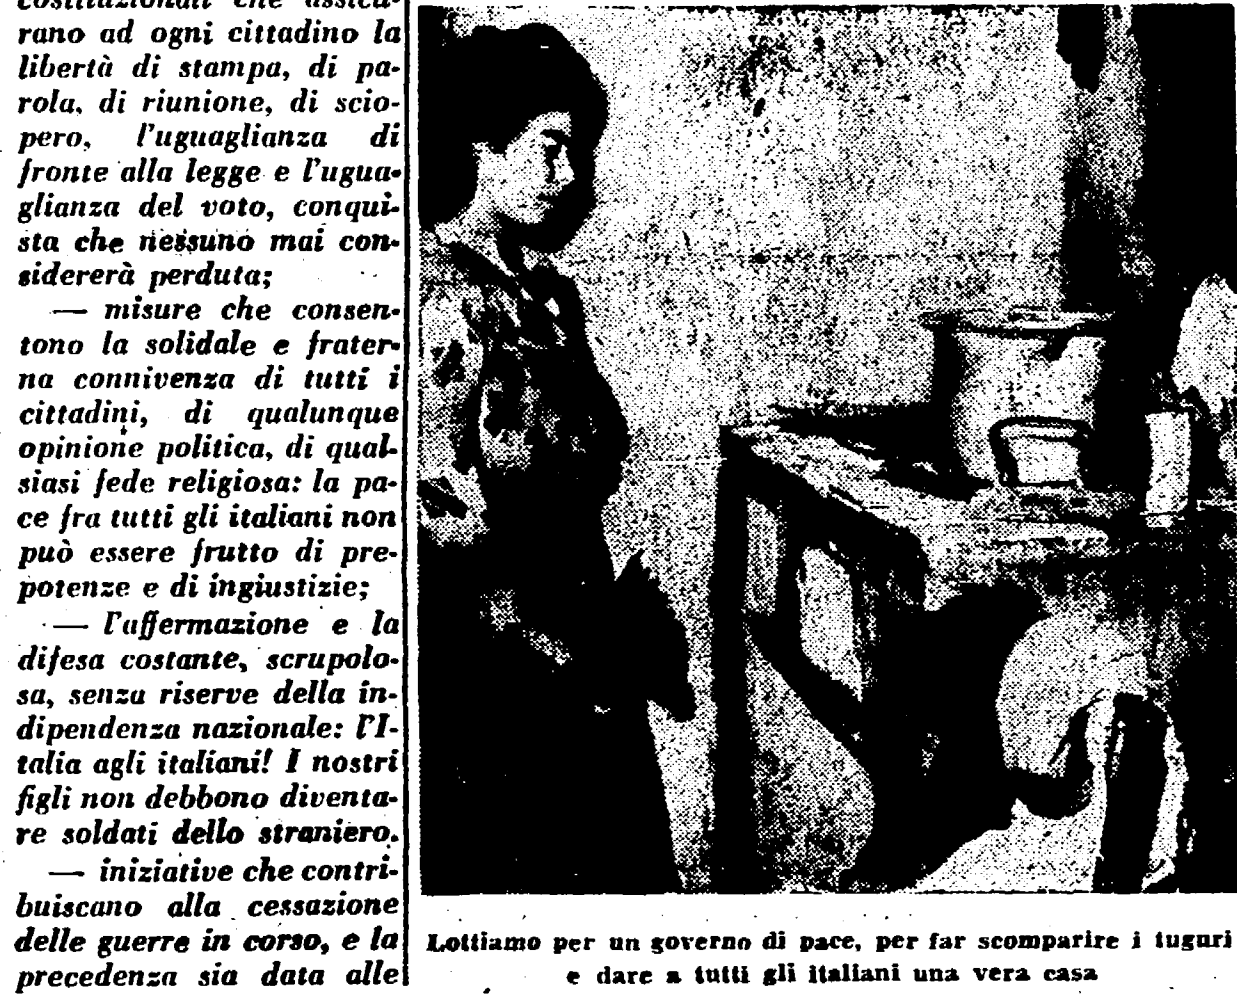 costituzionali che assicu-
rano ad ogni cittadino la
libertà di stampa, di pa-
rola, di riunione, di scio-
pero, l'uguaglianza di
fronte alla legge e l'ugua-
glianza del voto, conqui-
sta che nessuno mai con-
sidererà perduta;
— misure che consen-
tono la solidale e frater-
na connivenza di tutti i
cittadini, di qualunque
opinione politica, di qual-
siasi fede religiosa: la pa-
ce fra tutti gli italiani non
può essere frutto di pre-
potenze e di ingiustizie;
— l'affermazione e la
difesa costante, scrupolo-
sa, senza riserve della in-
dipendenza nazionale: l'I-
talia agli italiani! I nostri
figli non debbono diventa-
re soldati dello straniero.
— iniziative che contri-
buiscano alla cessazione
delle guerre in corso, e la
precedenza sia data alle
Lottiamo per un governo di pace, per far scomparire i tuguri
e dare a tutti gli italiani una vera casa